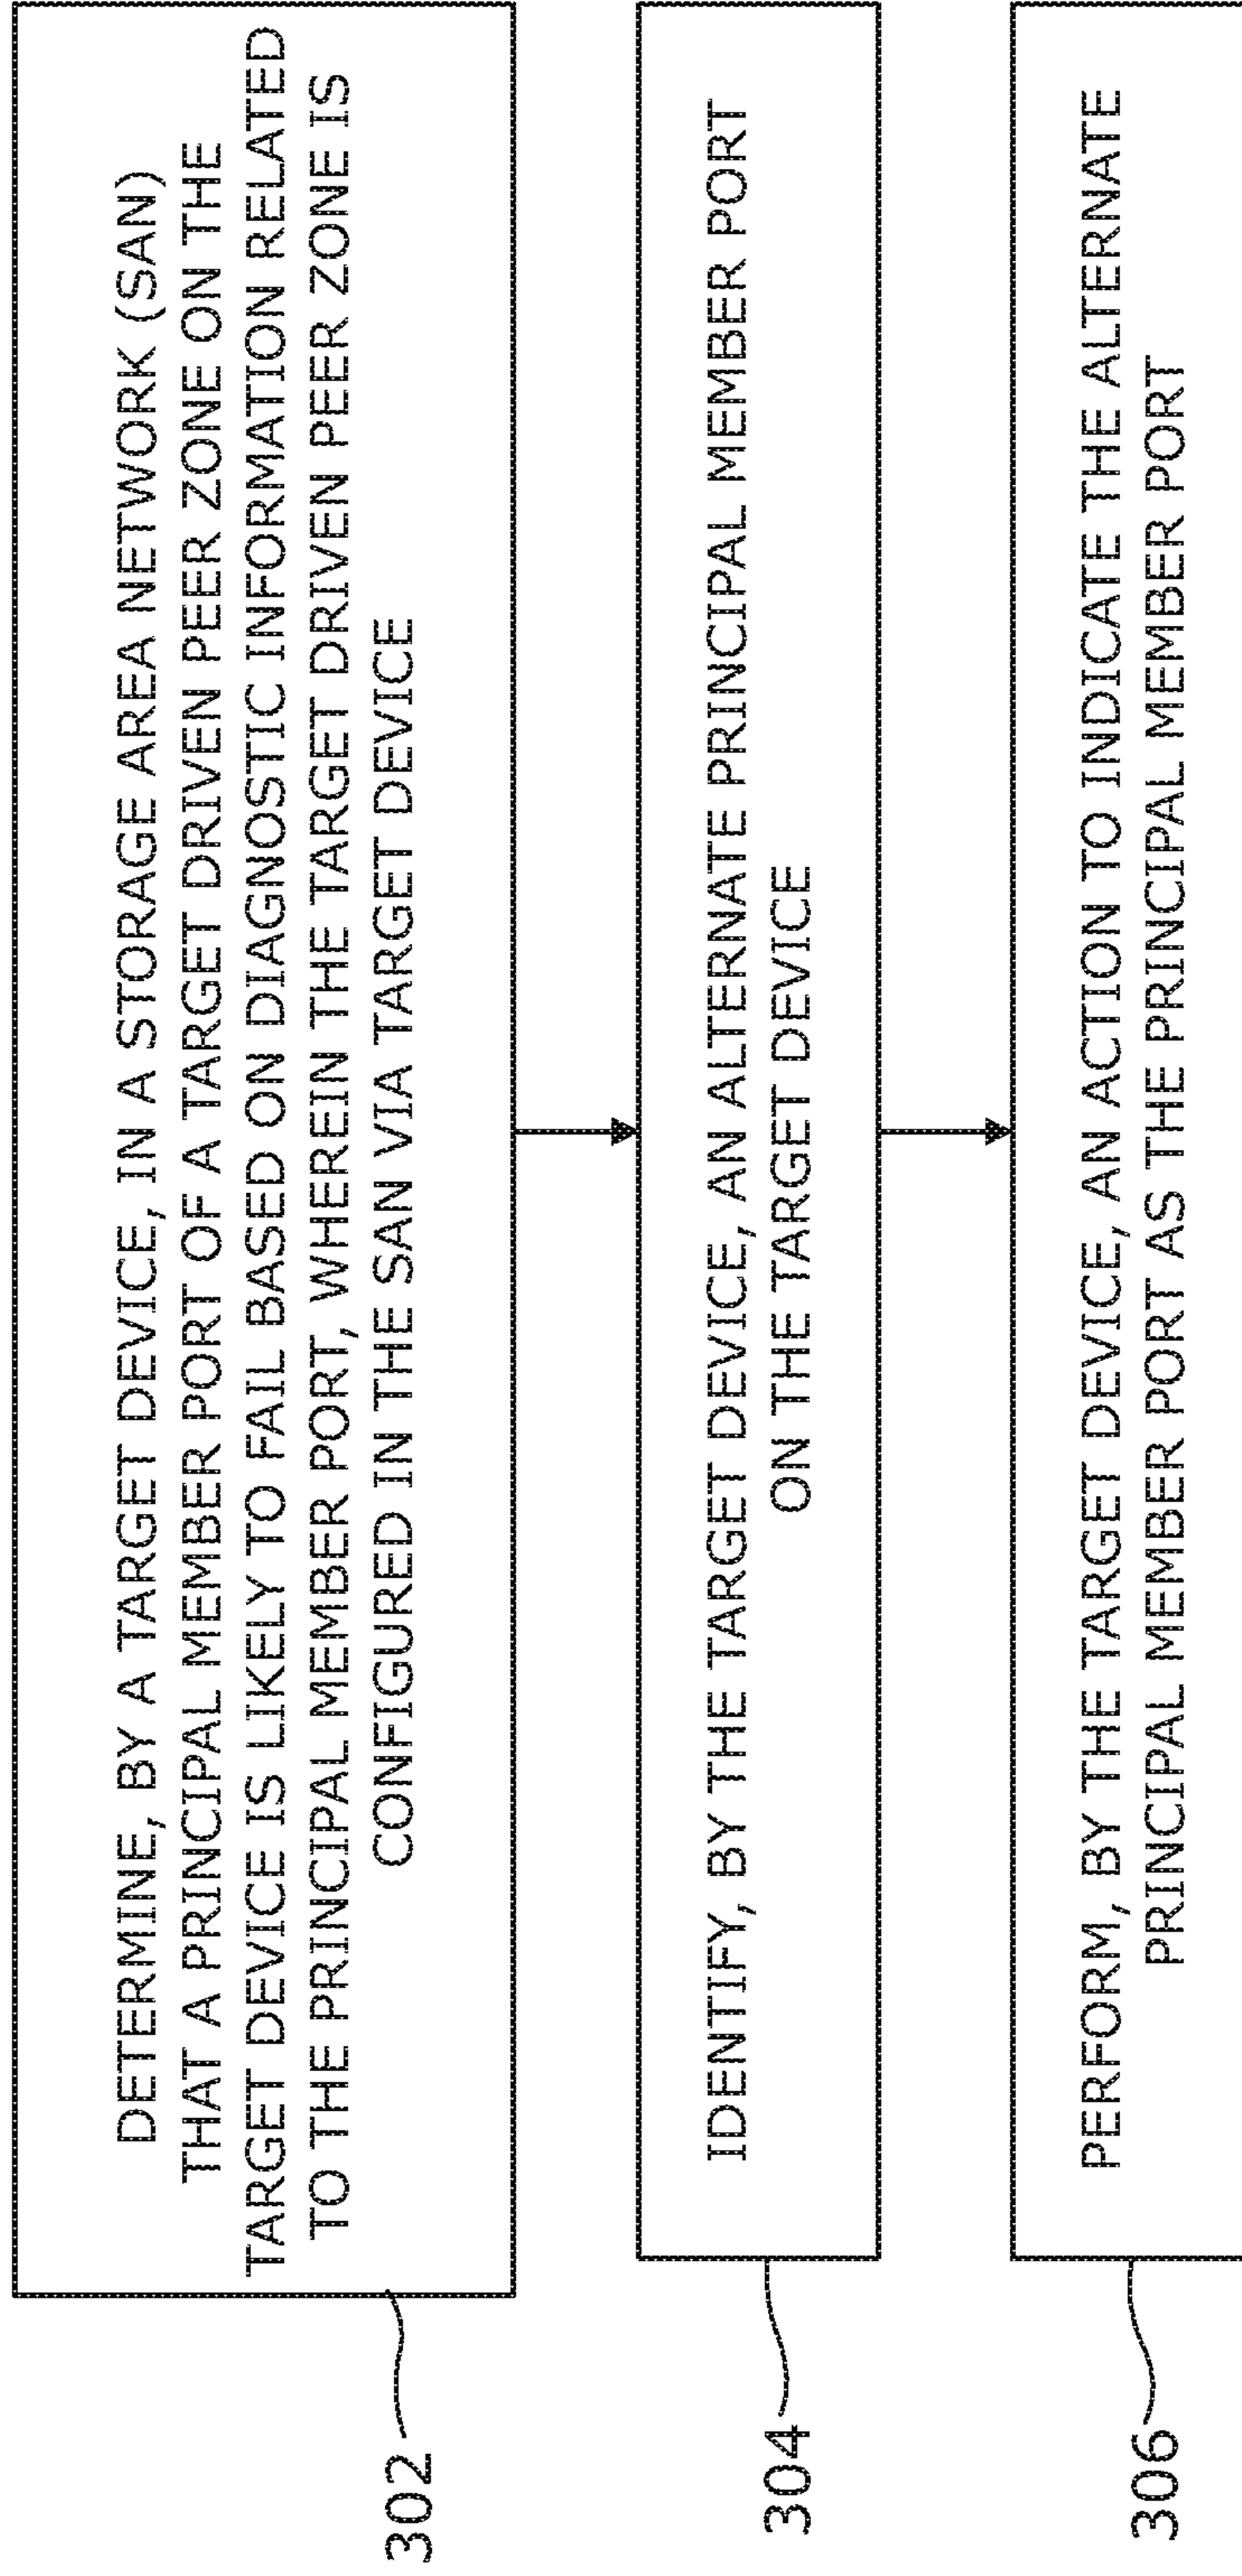 DETERMINE, BY A TARGET DEVICE, IN A STORAGE AREA NETWORK (SAN)
THAT A PRINCIPAL MEMBER PORT OF A TARGET DRIVEN PEER ZONE ON THE
TARGET DEVICE IS LIKELY TO FAIL BASED ON DIAGNOSTIC INFORMATION RELATED
TO THE PRINCIPAL MEMBER PORT, WHEREIN THE TARGET DRIVEN PEER ZONE IS
CONFIGURED IN THE SAN VIA TARGET DEVICE
302
IDENTIFY, BY THE TARGET DEVICE, AN ALTERNATE PRINCIPAL MEMBER PORT
ON THE TARGET DEVICE
304
PERFORM, BY THE TARGET DEVICE, AN ACTION TO INDICATE THE ALTERNATE
PRINCIPAL MEMBER PORT AS THE PRINCIPAL MEMBER PORT
306